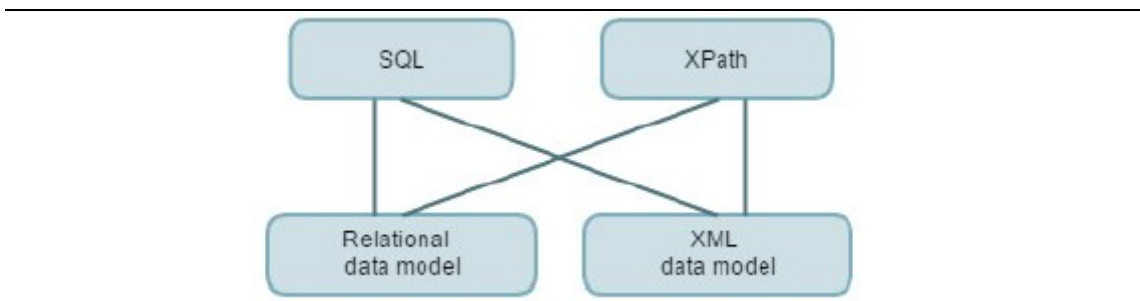 SQL
XPath
Relational
data model
XML
data model